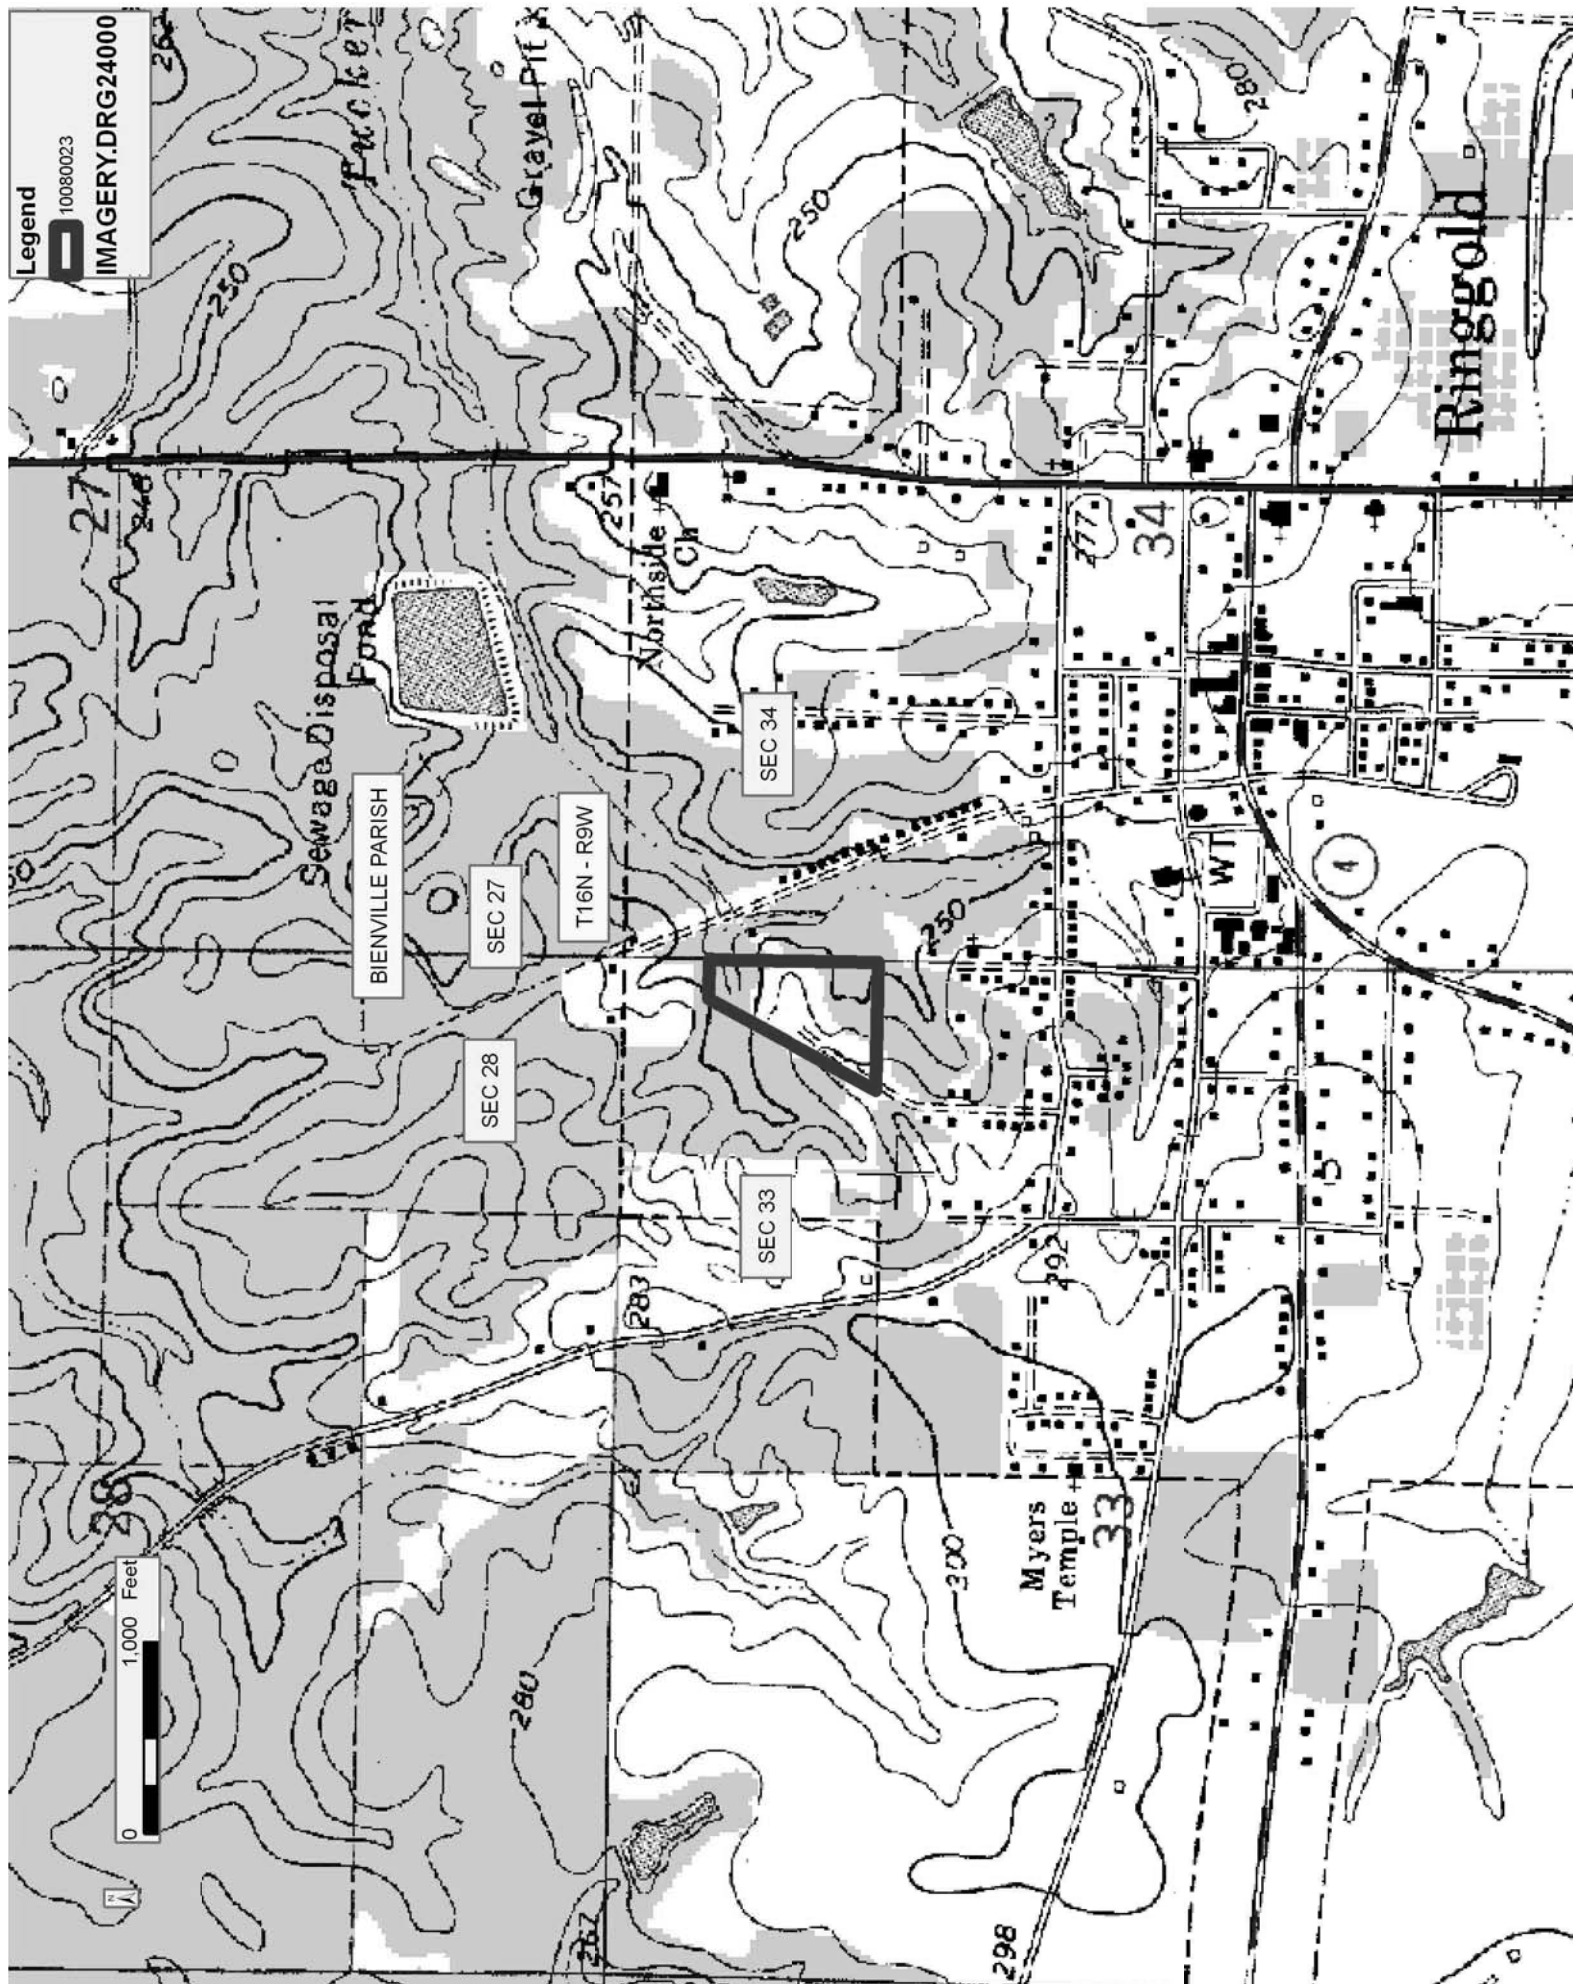 Legend
10080023
IMAGERY.DRG24000
262
Tucker
Gravel Pit
250
27
248
Sewage Disposal
Pond
BIENVILLE PARISH
SEC 27
T16N - R9W
SEC 28
28
0
1,000 Feet
N
257
Northside
Ch
250
280
SEC 34
SEC 33
283
280
267
250
277
34
Ringgold
WT
4
292
Myers
Temple
33
300
298